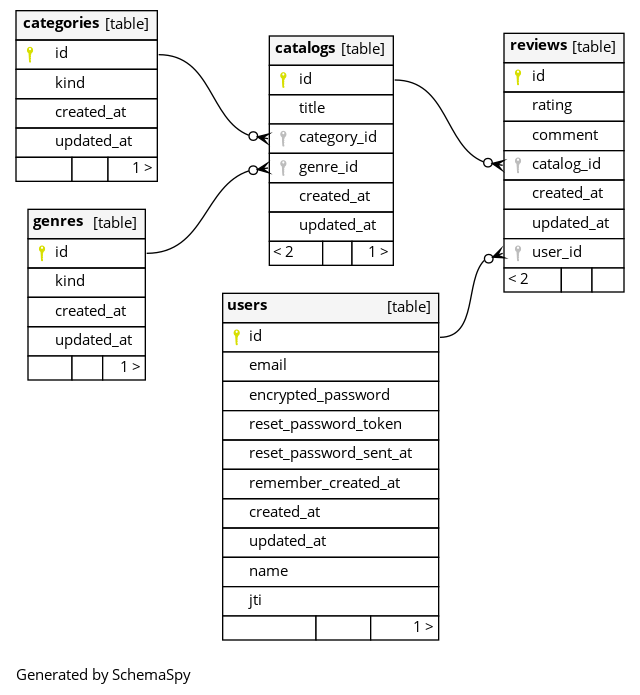 categories [table]
id
kind
created_at
updated_at
1 >
catalogs [table]
id
title
category_id
genre_id
created_at
updated_at
< 2 1 >
reviews [table]
id
rating
comment
catalog_id
created_at
updated_at
user_id
< 2
genres [table]
id
kind
created_at
updated_at
1 >
users [table]
id
email
encrypted_password
reset_password_token
reset_password_sent_at
remember_created_at
created_at
updated_at
name
jti
1 >
Generated by SchemaSpy